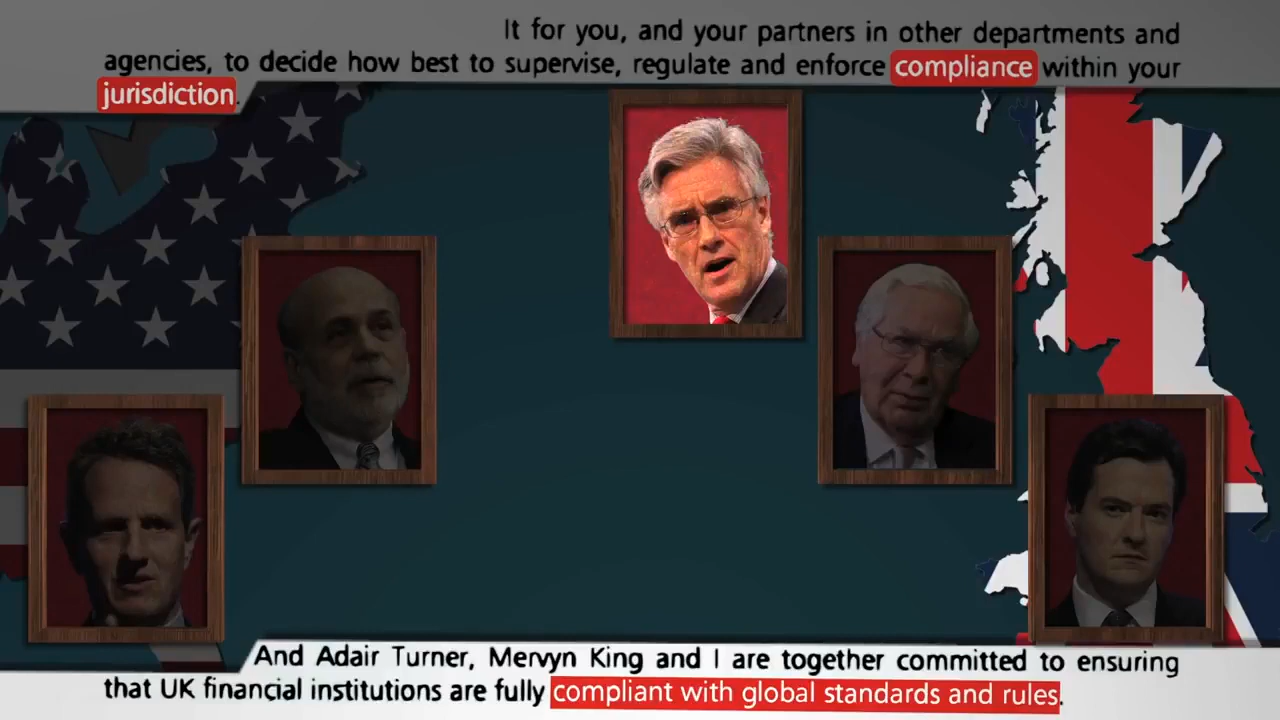 It for you, and your partners in other departments and
agencies, to decide how best to supervise, regulate and enforce compliance within your
jurisdiction.
And Adair Turner, Mervyn King and I are together committed to ensuring
that UK financial institutions are fully compliant with global standards and rules.